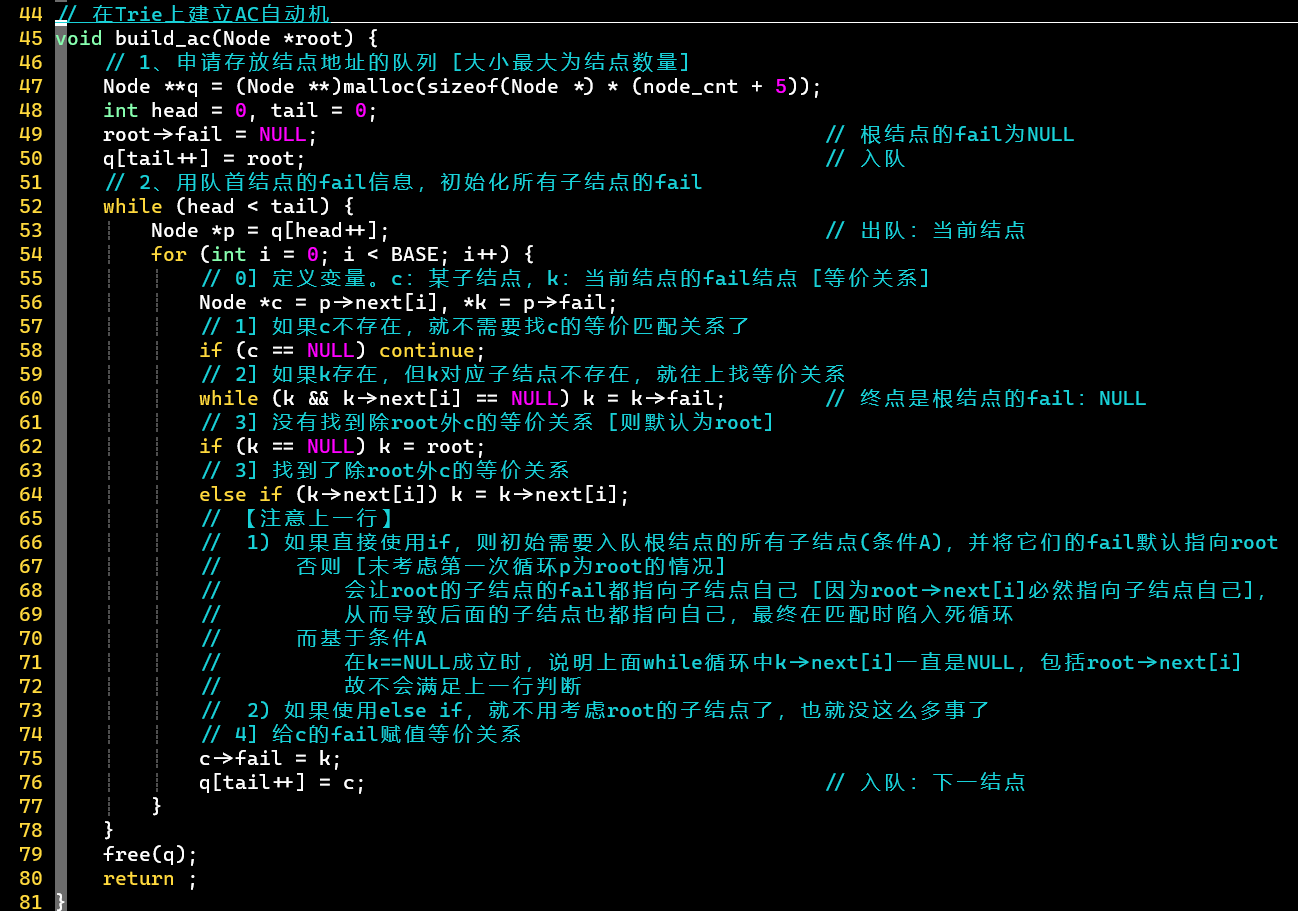 44 // 在Trie上建立AC自动机
45 void build_ac(Node *root) {
46     // 1、申请存放结点地址的队列 [大小最大为结点数量]
47     Node **q = (Node **)malloc(sizeof(Node *) * (node_cnt + 5));
48     int head = 0, tail = 0;
49     root->fail = NULL;                                          // 根结点的fail为NULL
50     q[tail++] = root;                                           // 入队
51     // 2、用队首结点的fail信息，初始化所有子结点的fail
52     while (head < tail) {
53         Node *p = q[head++];                                    // 出队：当前结点
54         for (int i = 0; i < BASE; i++) {
55             // 0] 定义变量。c：某子结点，k：当前结点的fail结点 [等价关系]
56             Node *c = p->next[i], *k = p->fail;
57             // 1] 如果c不存在，就不需要找c的等价匹配关系了
58             if (c == NULL) continue;
59             // 2] 如果k存在，但k对应子结点不存在，就往上找等价关系
60             while (k && k->next[i] == NULL) k = k->fail;        // 终点是根结点的fail：NULL
61             // 3] 没有找到除root外c的等价关系 [则默认为root]
62             if (k == NULL) k = root;
63             // 3] 找到了除root外c的等价关系
64             else if (k->next[i]) k = k->next[i];
65             // 【注意上一行】
66             //  1) 如果直接使用if，则初始需要入队根结点的所有子结点(条件A)，并将它们的fail默认指向root
67             //      否则 [未考虑第一次循环p为root的情况]
68             //          会让root的子结点的fail都指向子结点自己 [因为root->next[i]必然指向子结点自己]，
69             //          从而导致后面的子结点也都指向自己，最终在匹配时陷入死循环
70             //      而基于条件A
71             //          在k==NULL成立时，说明上面while循环中k->next[i]一直是NULL，包括root->next[i]
72             //          故不会满足上一行判断
73             //  2) 如果使用else if，就不用考虑root的子结点了，也就没这么多事了
74             // 4] 给c的fail赋值等价关系
75             c->fail = k;
76             q[tail++] = c;                                      // 入队：下一结点
77         }
78     }
79     free(q);
80     return ;
81 }